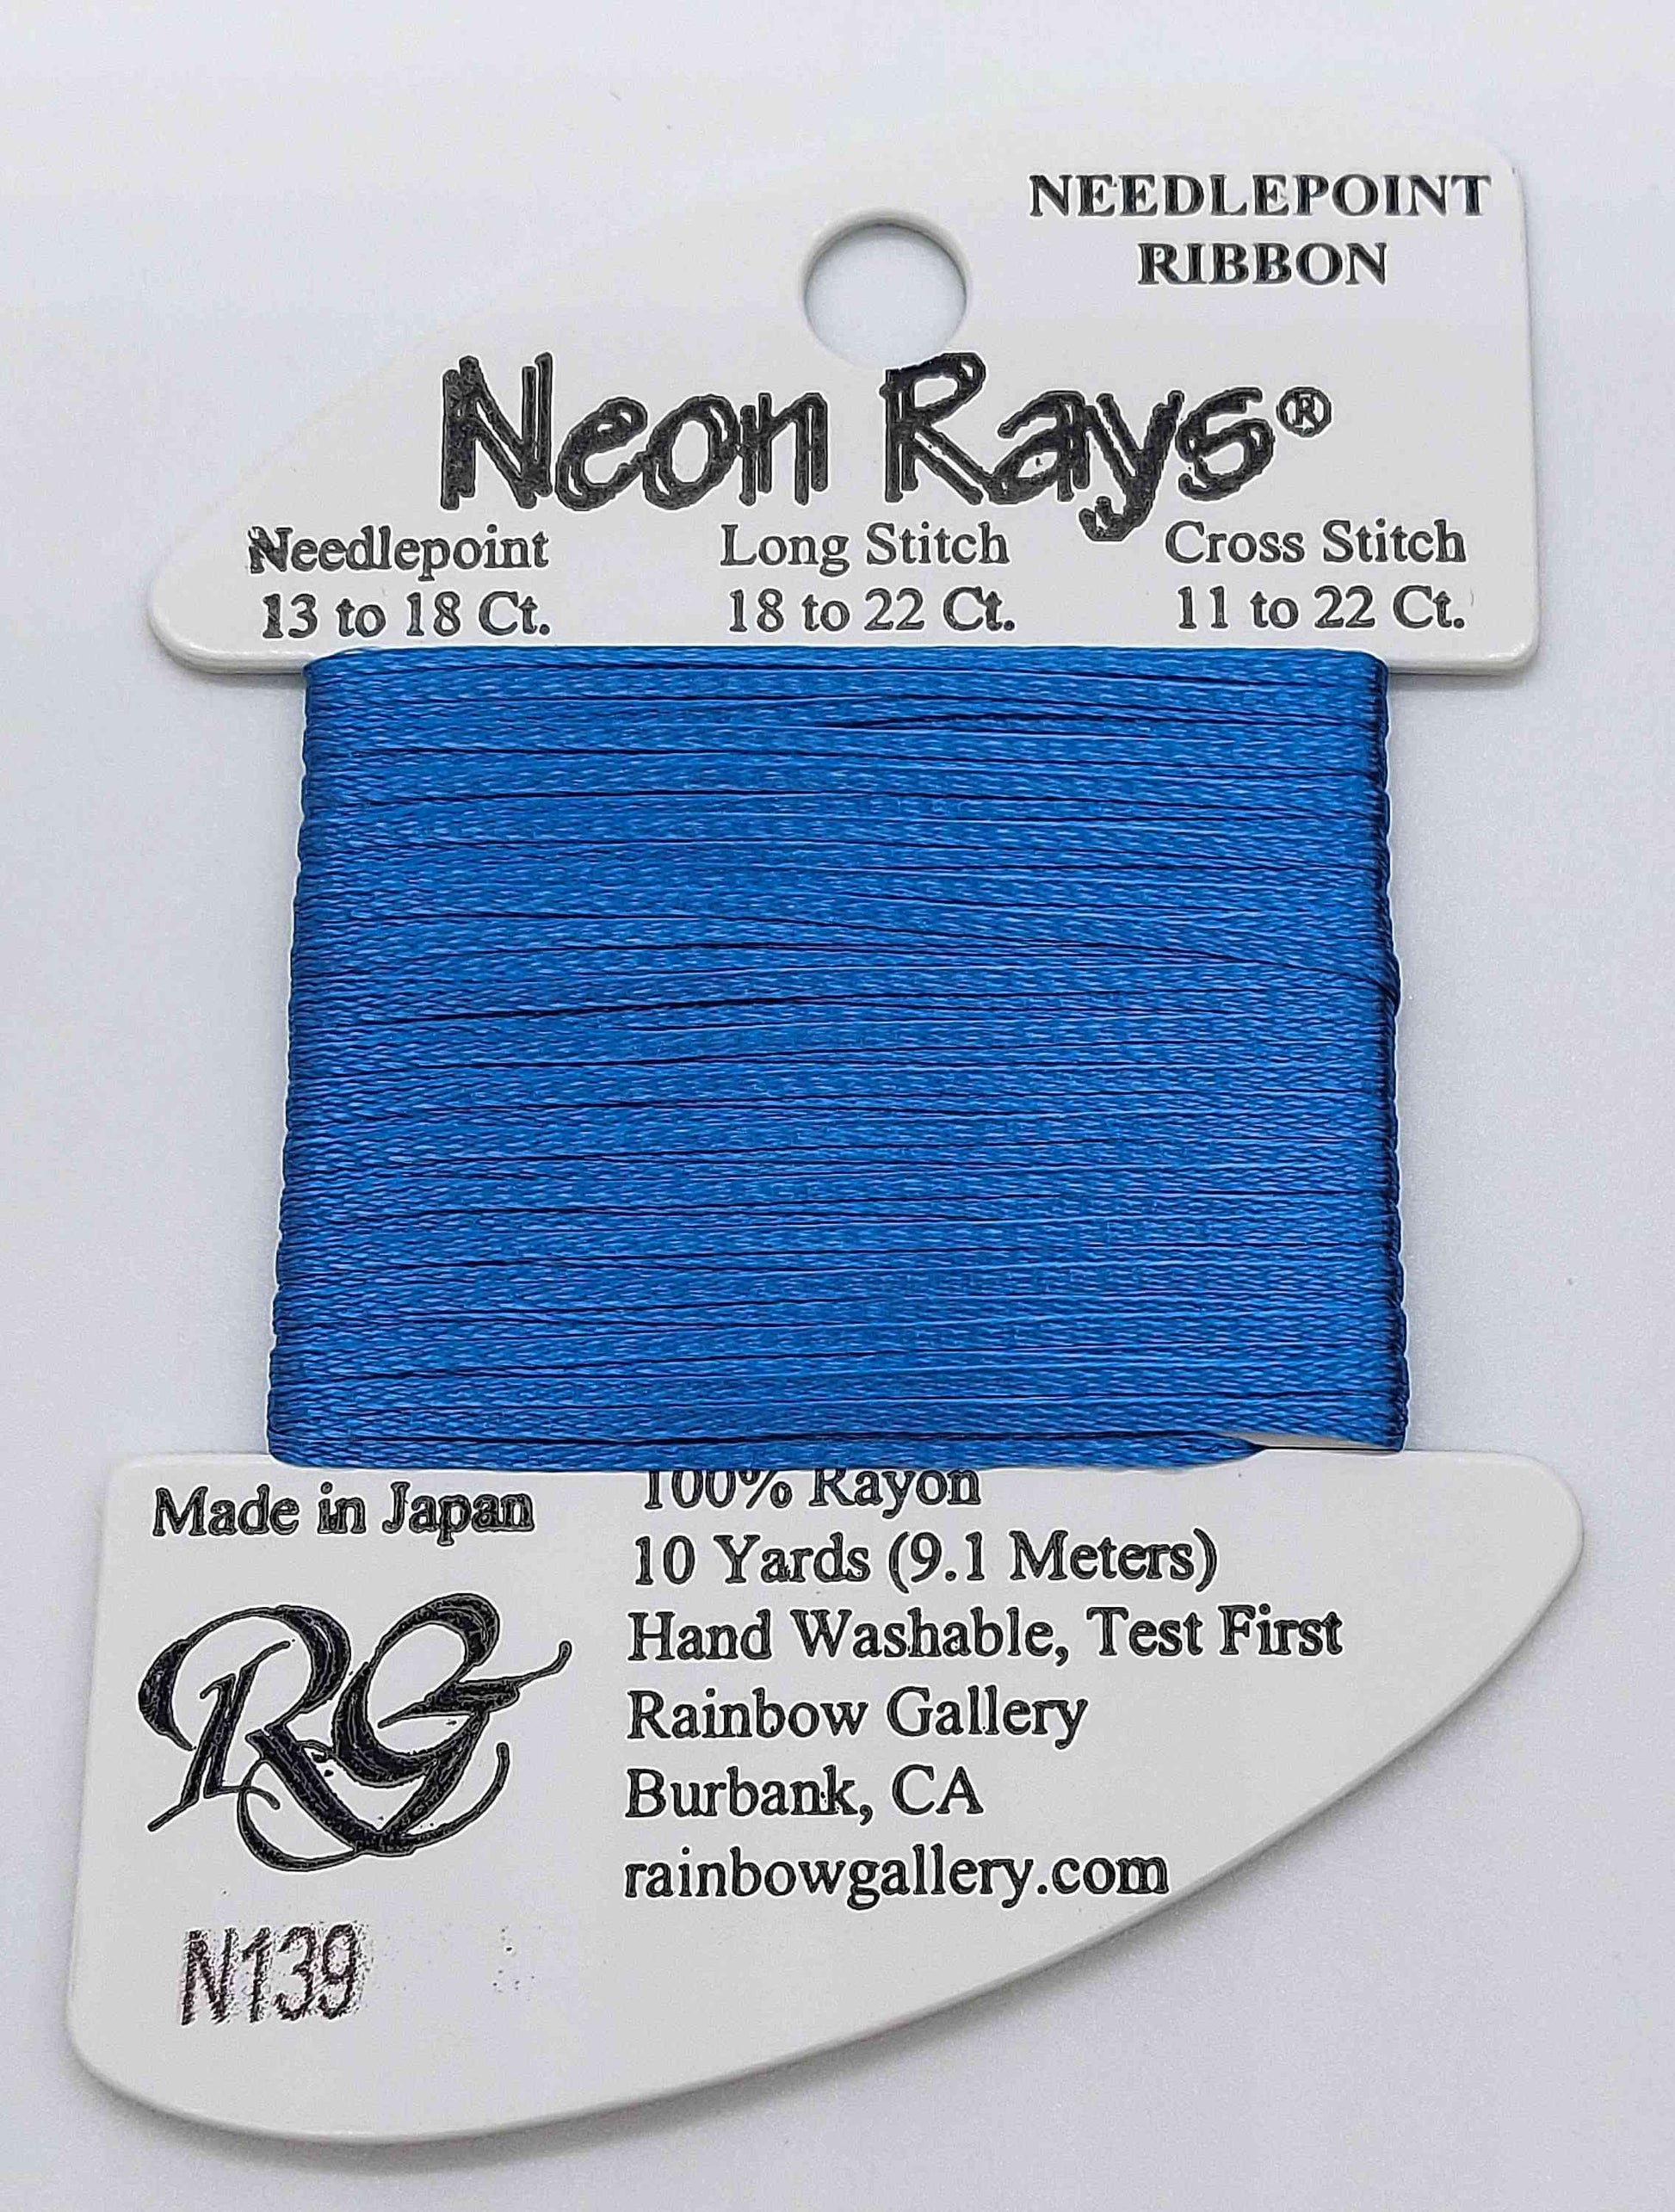 NEEDLEPOINT
RIBBON
Neon Rays®
Needlepoint
13 to 18 Ct.
Long Stitch
18 to 22 Ct.
Cross Stitch
11 to 22 Ct.
Made in Japan
RG
N139
100% Rayon
10 Yards (9.1 Meters)
Hand Washable, Test First
Rainbow Gallery
Burbank, CA
rainbowgallery.com